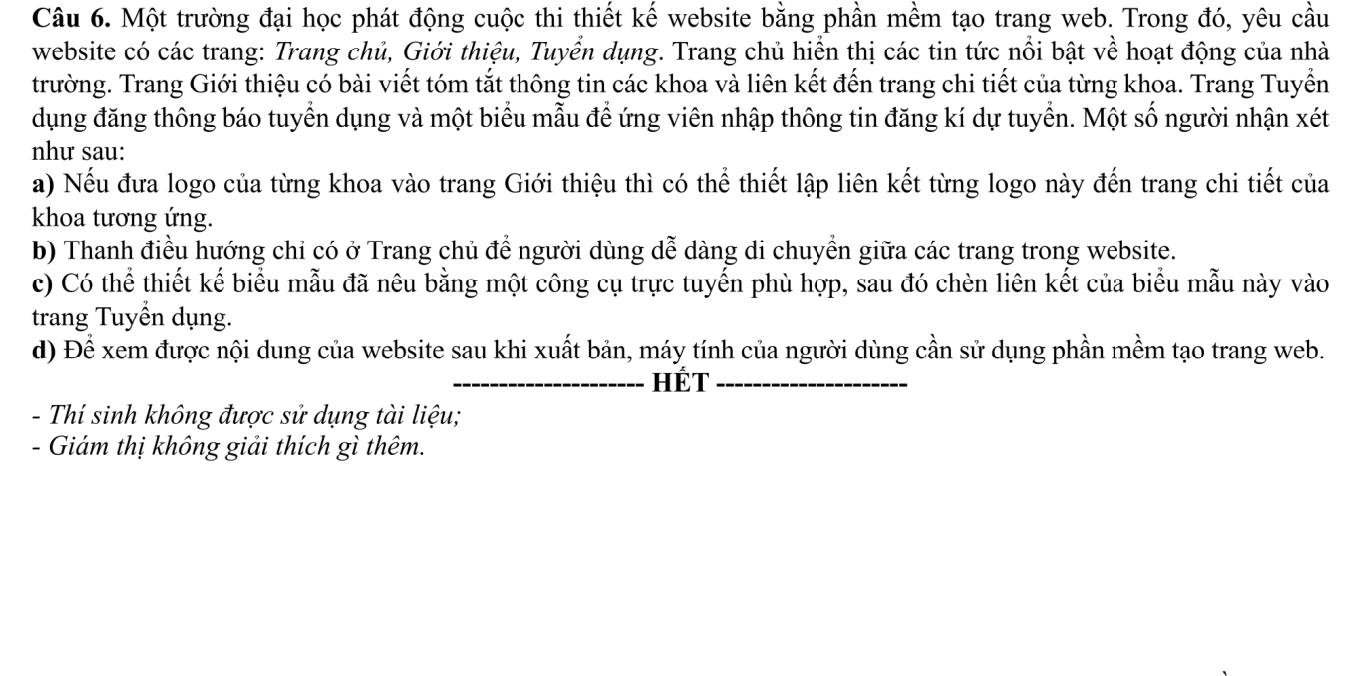 Câu 6. Một trường đại học phát động cuộc thi thiết kế website bằng phần mềm tạo trang web. Trong đó, yêu cầu
website có các trang: Trang chủ, Giới thiệu, Tuyển dụng. Trang chủ hiển thị các tin tức nổi bật về hoạt động của nhà
trường. Trang Giới thiệu có bài viết tóm tắt thông tin các khoa và liên kết đến trang chi tiết của từng khoa. Trang Tuyển
dụng đăng thông báo tuyển dụng và một biểu mẫu để ứng viên nhập thông tin đăng kí dự tuyển. Một số người nhận xét
như sau:
a) Nếu đưa logo của từng khoa vào trang Giới thiệu thì có thể thiết lập liên kết từng logo này đến trang chi tiết của
khoa tương ứng.
b) Thanh điều hướng chỉ có ở Trang chủ để người dùng dễ dàng di chuyển giữa các trang trong website.
c) Có thể thiết kế biểu mẫu đã nêu bằng một công cụ trực tuyến phù hợp, sau đó chèn liên kết của biểu mẫu này vào
trang Tuyển dụng.
d) Để xem được nội dung của website sau khi xuất bản, máy tính của người dùng cần sử dụng phần mềm tạo trang web.
--------------------- HẾT ---------------------
- Thí sinh không được sử dụng tài liệu;
- Giám thị không giải thích gì thêm.